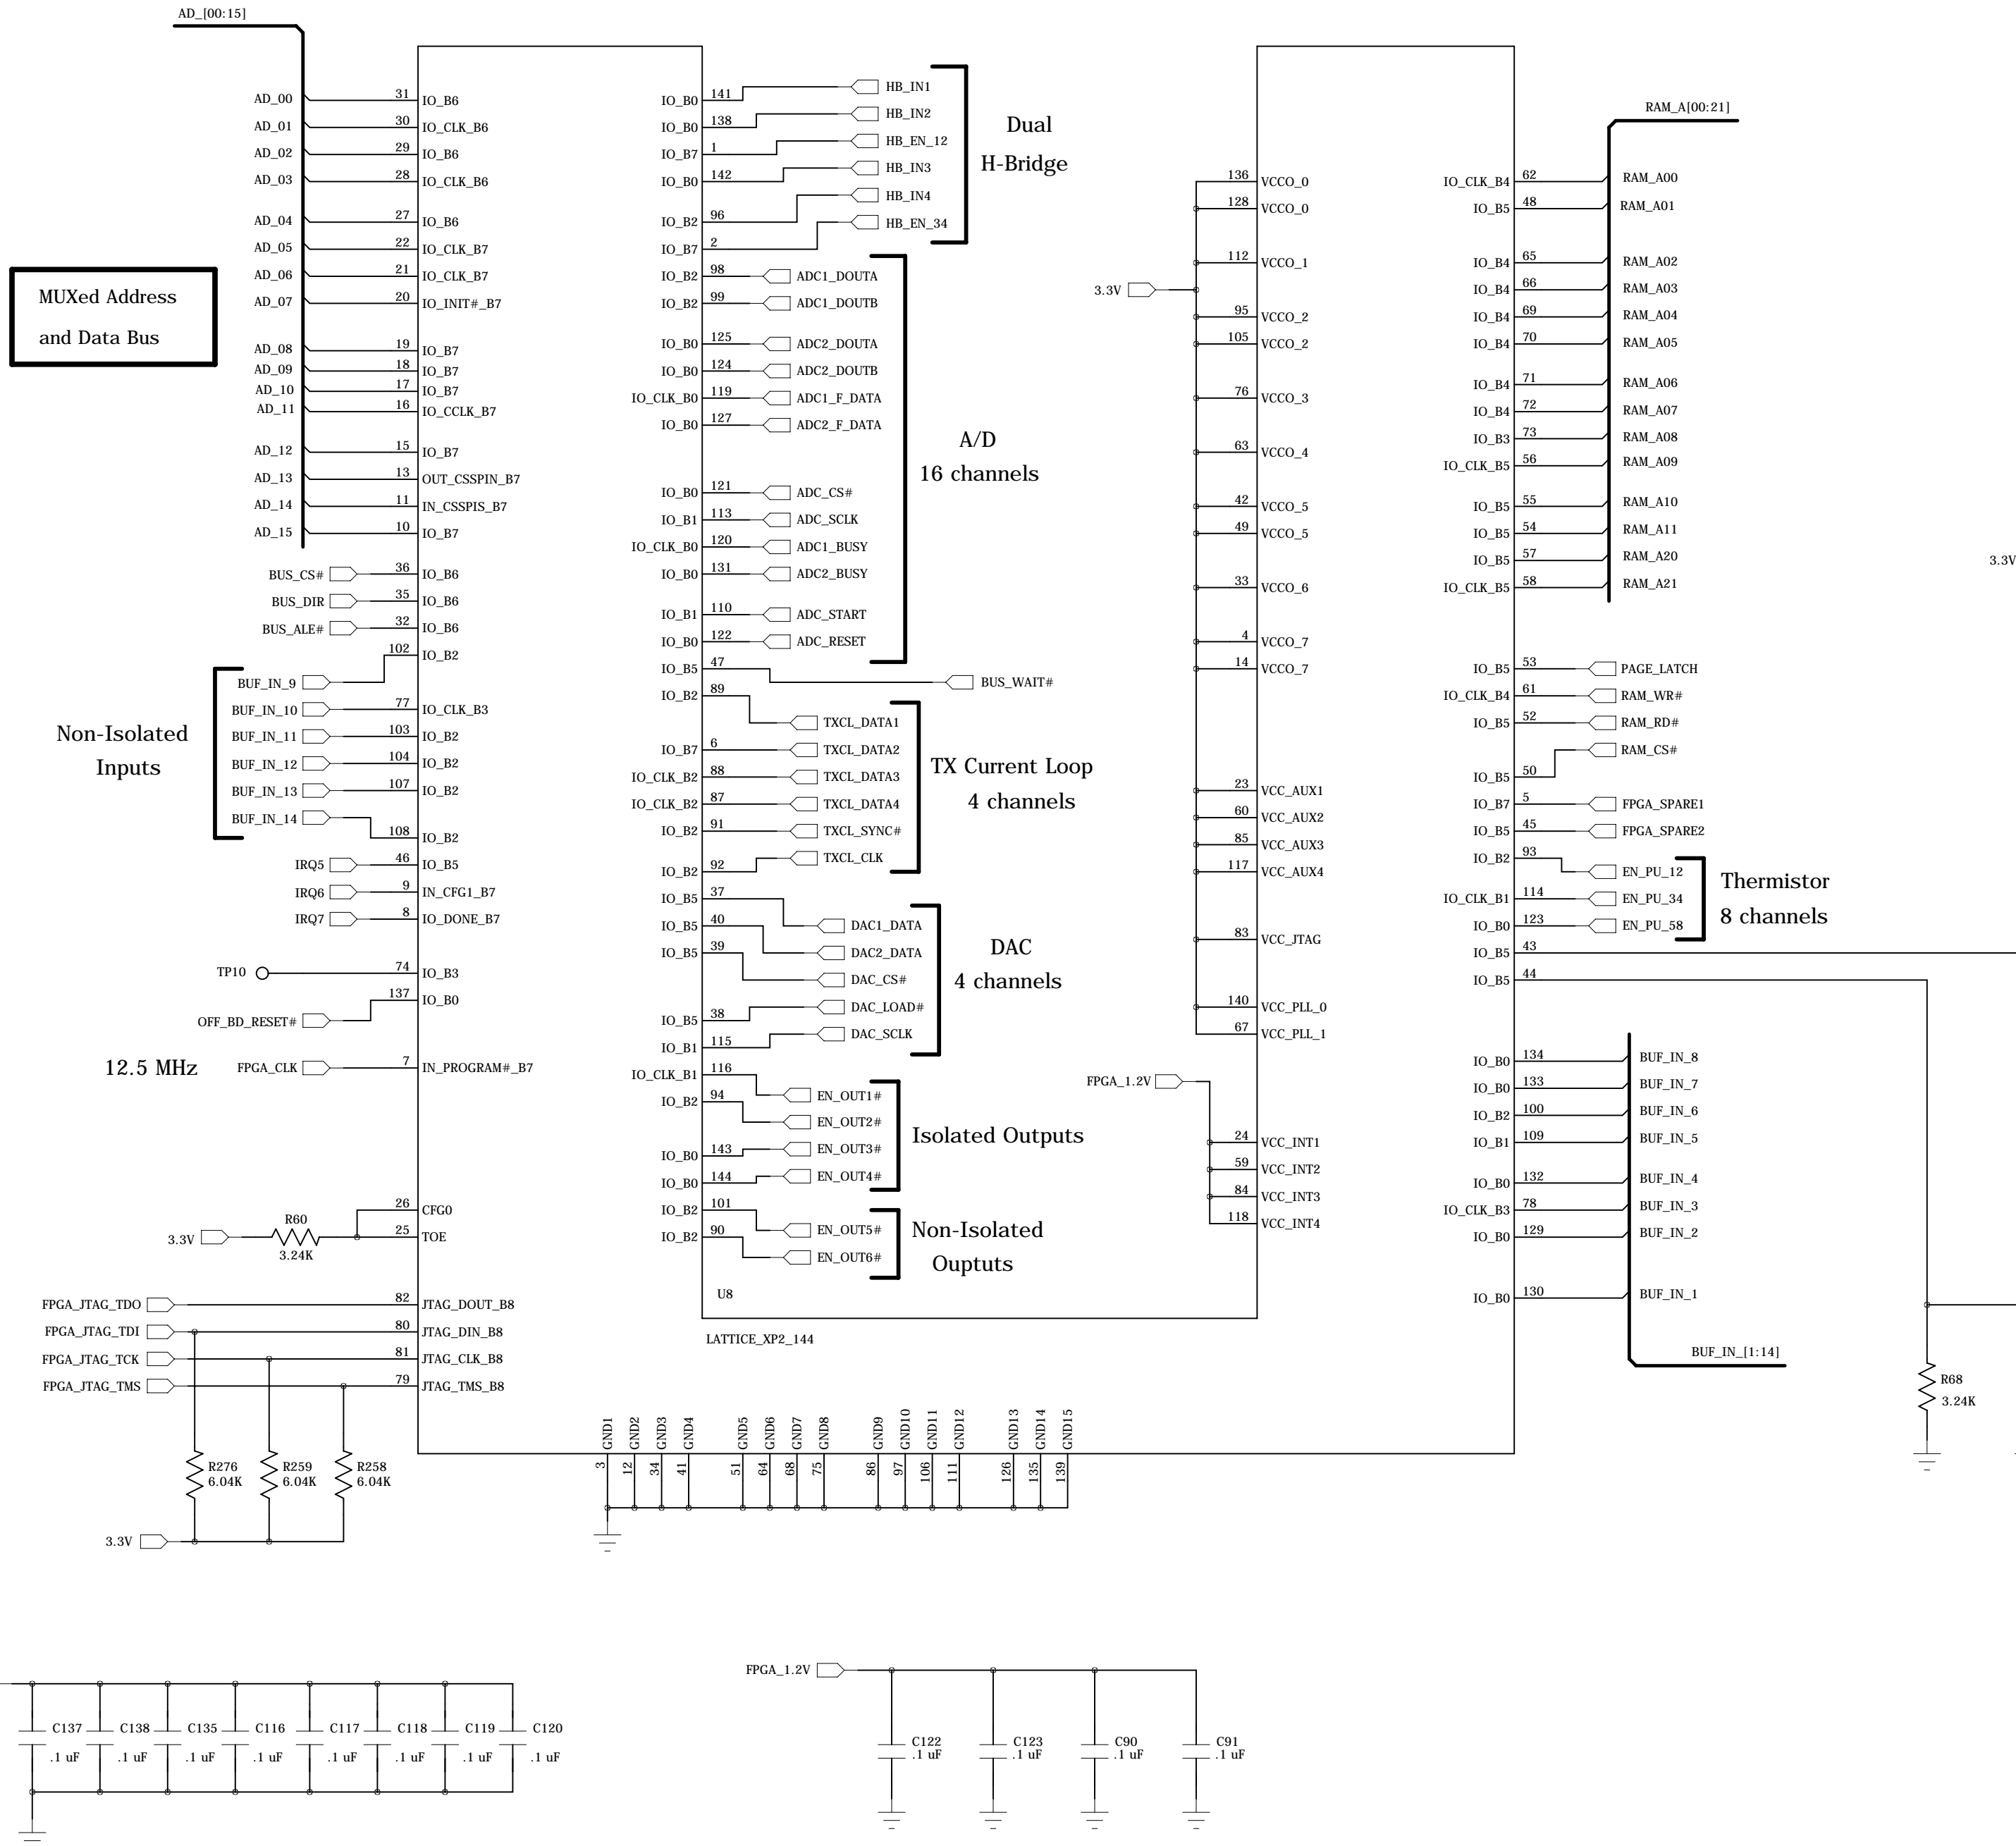 AD_[00:15]
AD_00 31 IO_B6
AD_01 30 IO_CLK_B6
AD_02 29 IO_B6
AD_03 28 IO_CLK_B6
AD_04 27 IO_B6
AD_05 22 IO_CLK_B7
AD_06 21 IO_CLK_B7
AD_07 20 IO_INIT#_B7
AD_08 19 IO_B7
AD_09 18 IO_B7
AD_10 17 IO_B7
AD_11 16 IO_CCLK_B7
AD_12 15 IO_B7
AD_13 13 OUT_CSSPIN_B7
AD_14 11 IN_CSSPIS_B7
AD_15 10 IO_B7
MUXed Address
and Data Bus
BUS_CS# 36 IO_B6
BUS_DIR 35 IO_B6
BUS_ALE# 32 IO_B6
BUF_IN_9 102 IO_B2
BUF_IN_10 77 IO_CLK_B3
BUF_IN_11 103 IO_B2
BUF_IN_12 104 IO_B2
BUF_IN_13 107 IO_B2
BUF_IN_14 108 IO_B2
Non-Isolated
Inputs
IRQ5 46 IO_B5
IRQ6 9 IN_CFG1_B7
IRQ7 8 IO_DONE_B7
TP10 74 IO_B3
OFF_BD_RESET# 137 IO_B0
12.5 MHz
FPGA_CLK 7 IN_PROGRAM#_B7
26 CFG0
3.3V R60 3.24K 25 TOE
FPGA_JTAG_TDO 82 JTAG_DOUT_B8
FPGA_JTAG_TDI 80 JTAG_DIN_B8
FPGA_JTAG_TCK 81 JTAG_CLK_B8
FPGA_JTAG_TMS 79 JTAG_TMS_B8
R276 6.04K
R259 6.04K
R258 6.04K
3.3V
IO_B0 141 HB_IN1
IO_B0 138 HB_IN2
IO_B7 1 HB_EN_12
IO_B0 142 HB_IN3
IO_B2 96 HB_IN4
IO_B7 2 HB_EN_34
Dual
H-Bridge
IO_B2 98 ADC1_DOUTA
IO_B2 99 ADC1_DOUTB
IO_B0 125 ADC2_DOUTA
IO_B0 124 ADC2_DOUTB
IO_CLK_B0 119 ADC1_F_DATA
IO_B0 127 ADC2_F_DATA
IO_B0 121 ADC_CS#
IO_B1 113 ADC_SCLK
IO_CLK_B0 120 ADC1_BUSY
IO_B0 131 ADC2_BUSY
IO_B1 110 ADC_START
IO_B0 122 ADC_RESET
A/D
16 channels
IO_B5 47 BUS_WAIT#
IO_B2 89 TXCL_DATA1
IO_B7 6 TXCL_DATA2
IO_CLK_B2 88 TXCL_DATA3
IO_CLK_B2 87 TXCL_DATA4
IO_B2 91 TXCL_SYNC#
IO_B2 92 TXCL_CLK
TX Current Loop
4 channels
IO_B5 37 DAC1_DATA
IO_B5 40 DAC2_DATA
IO_B5 39 DAC_CS#
IO_B5 38 DAC_LOAD#
IO_B1 115 DAC_SCLK
DAC
4 channels
IO_CLK_B1 116 EN_OUT1#
IO_B2 94 EN_OUT2#
IO_B0 143 EN_OUT3#
IO_B0 144 EN_OUT4#
Isolated Outputs
IO_B2 101 EN_OUT5#
IO_B2 90 EN_OUT6#
Non-Isolated
Ouptuts
U8
LATTICE_XP2_144
3.3V
136 VCCO_0
128 VCCO_0
112 VCCO_1
95 VCCO_2
105 VCCO_2
76 VCCO_3
63 VCCO_4
42 VCCO_5
49 VCCO_5
33 VCCO_6
4 VCCO_7
14 VCCO_7
23 VCC_AUX1
60 VCC_AUX2
85 VCC_AUX3
117 VCC_AUX4
83 VCC_JTAG
140 VCC_PLL_0
67 VCC_PLL_1
FPGA_1.2V
24 VCC_INT1
59 VCC_INT2
84 VCC_INT3
118 VCC_INT4
RAM_A[00:21]
IO_CLK_B4 62 RAM_A00
IO_B5 48 RAM_A01
IO_B4 65 RAM_A02
IO_B4 66 RAM_A03
IO_B4 69 RAM_A04
IO_B4 70 RAM_A05
IO_B4 71 RAM_A06
IO_B4 72 RAM_A07
IO_B3 73 RAM_A08
IO_CLK_B5 56 RAM_A09
IO_B5 55 RAM_A10
IO_B5 54 RAM_A11
IO_B5 57 RAM_A20
IO_CLK_B5 58 RAM_A21
3.3V
IO_B5 53 PAGE_LATCH
IO_CLK_B4 61 RAM_WR#
IO_B5 52 RAM_RD#
IO_B5 50 RAM_CS#
IO_B7 5 FPGA_SPARE1
IO_B5 45 FPGA_SPARE2
IO_B2 93 EN_PU_12
IO_CLK_B1 114 EN_PU_34
IO_B0 123 EN_PU_58
Thermistor
8 channels
IO_B5 43
IO_B5 44
IO_B0 134 BUF_IN_8
IO_B0 133 BUF_IN_7
IO_B2 100 BUF_IN_6
IO_B1 109 BUF_IN_5
IO_B0 132 BUF_IN_4
IO_CLK_B3 78 BUF_IN_3
IO_B0 129 BUF_IN_2
IO_B0 130 BUF_IN_1
BUF_IN_[1:14]
R68
3.24K
GND1 GND2 GND3 GND4 GND5 GND6 GND7 GND8 GND9 GND10 GND11 GND12 GND13 GND14 GND15
3 12 34 41 51 64 68 75 86 97 106 111 126 135 139
C137 C138 C135 C116 C117 C118 C119 C120
.1 uF .1 uF .1 uF .1 uF .1 uF .1 uF .1 uF .1 uF
FPGA_1.2V
C122 C123 C90 C91
.1 uF .1 uF .1 uF .1 uF